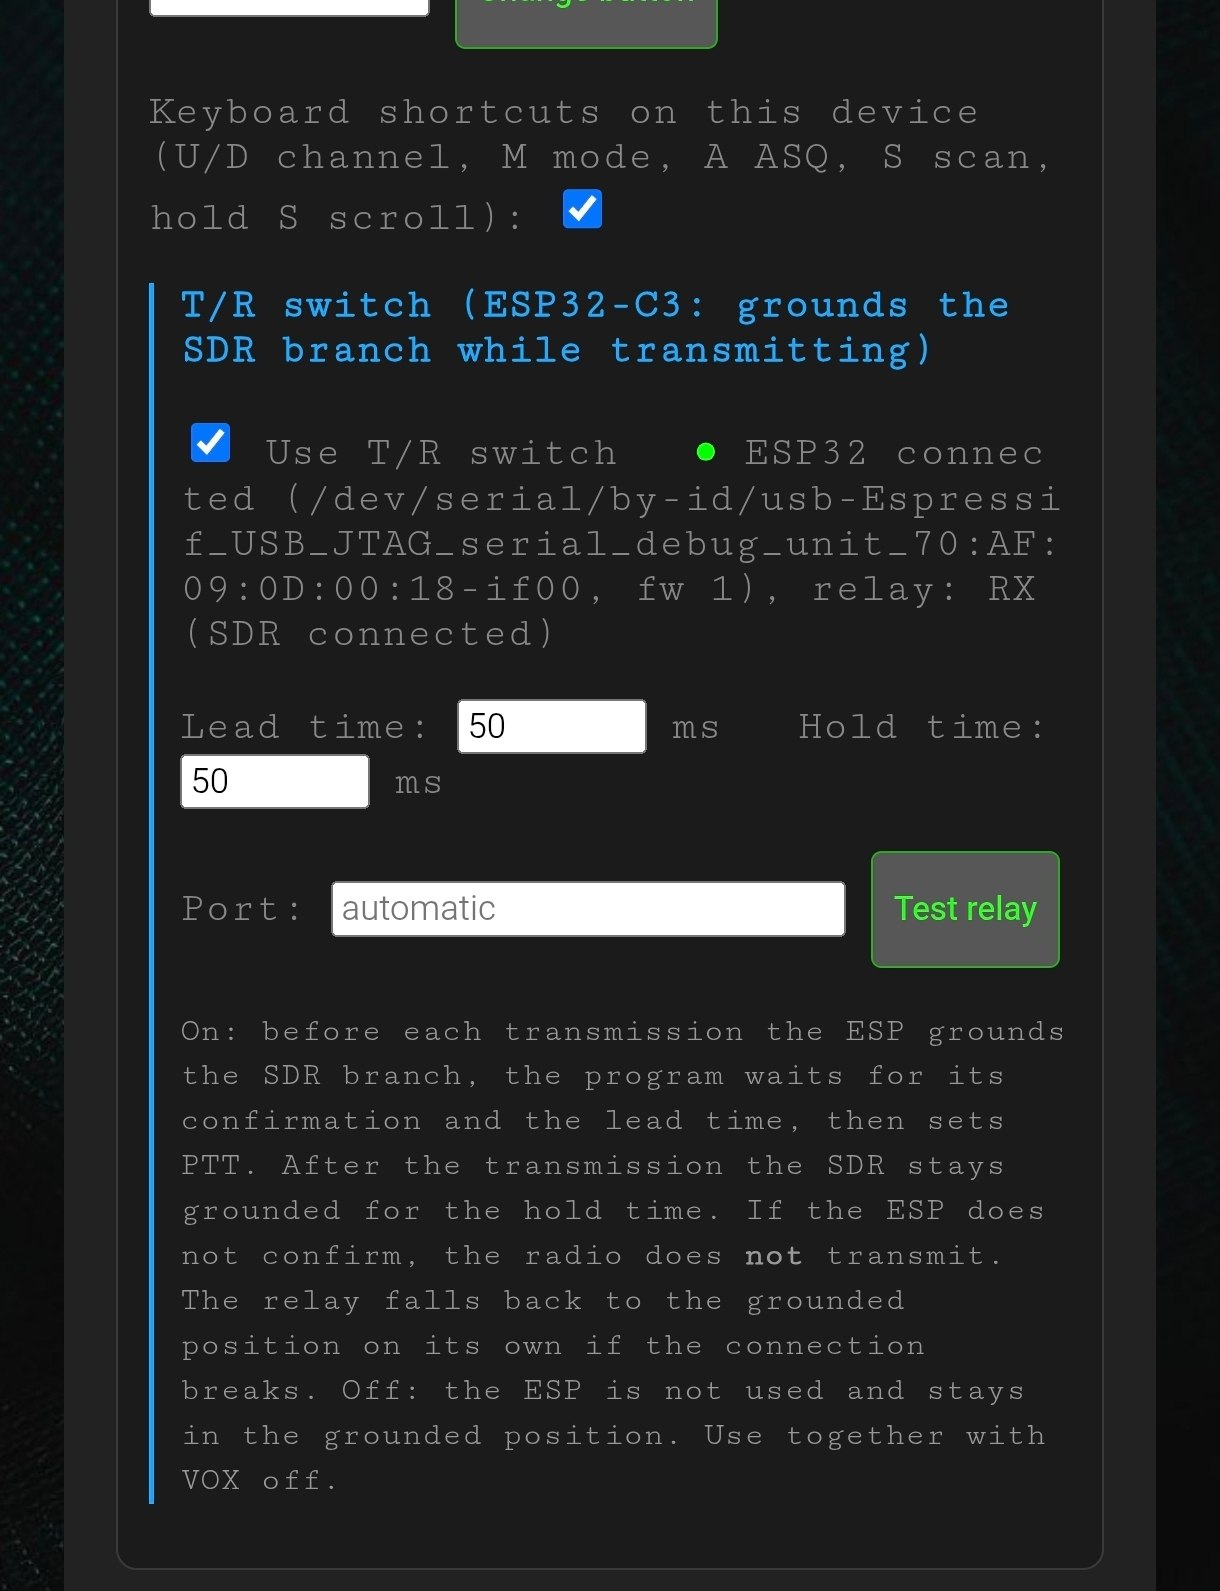 Change button
Keyboard shortcuts on this device
(U/D channel, M mode, A ASQ, S scan,
hold S scroll):
T/R switch (ESP32-C3: grounds the
SDR branch while transmitting)
Use T/R switch ESP32 connec
ted (/dev/serial/by-id/usb-Espressi
f_USB_JTAG_serial_debug_unit_70:AF:
09:0D:00:18-if00, fw 1), relay: RX
(SDR connected)
Lead time: 50 ms Hold time:
50 ms
Port: automatic Test relay
On: before each transmission the ESP grounds
the SDR branch, the program waits for its
confirmation and the lead time, then sets
PTT. After the transmission the SDR stays
grounded for the hold time. If the ESP does
not confirm, the radio does not transmit.
The relay falls back to the grounded
position on its own if the connection
breaks. Off: the ESP is not used and stays
in the grounded position. Use together with
VOX off.